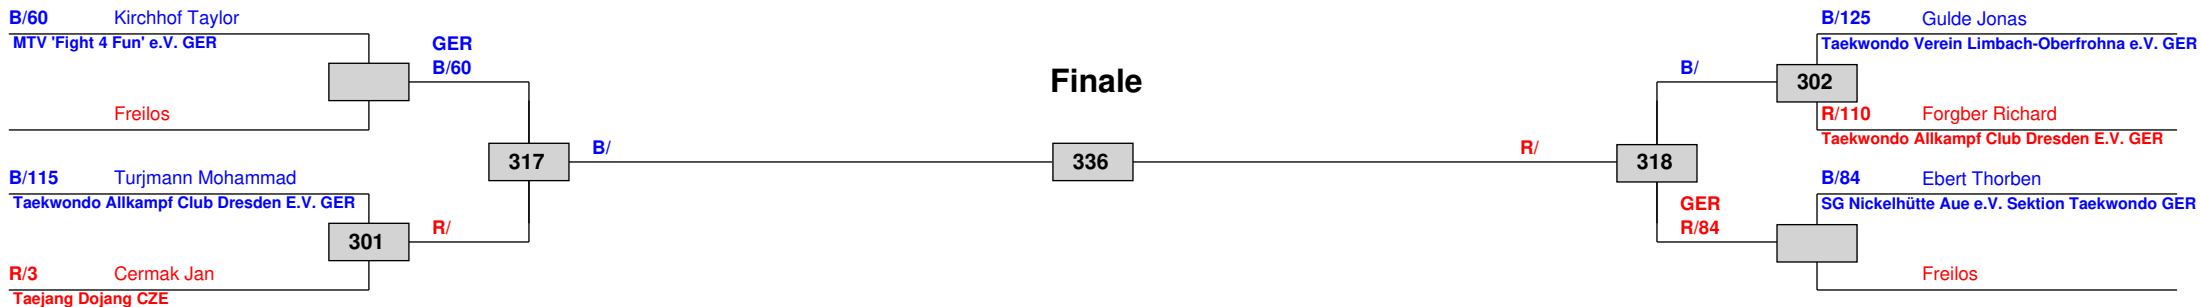 B/60 Kirchhof Taylor
MTV 'Fight 4 Fun' e.V. GER
GER
B/60
Freilos
317
B/
B/115 Turjmann Mohammad
Taekwondo Allkampf Club Dresden E.V. GER
301
R/
R/3 Cermak Jan
Taejang Dojang CZE
Finale
336
B/125 Gulde Jonas
Taekwondo Verein Limbach-Oberfrohna e.V. GER
B/
302
R/110 Forgber Richard
Taekwondo Allkampf Club Dresden E.V. GER
R/
318
B/84 Ebert Thorben
SG Nickelhütte Aue e.V. Sektion Taekwondo GER
GER
R/84
Freilos